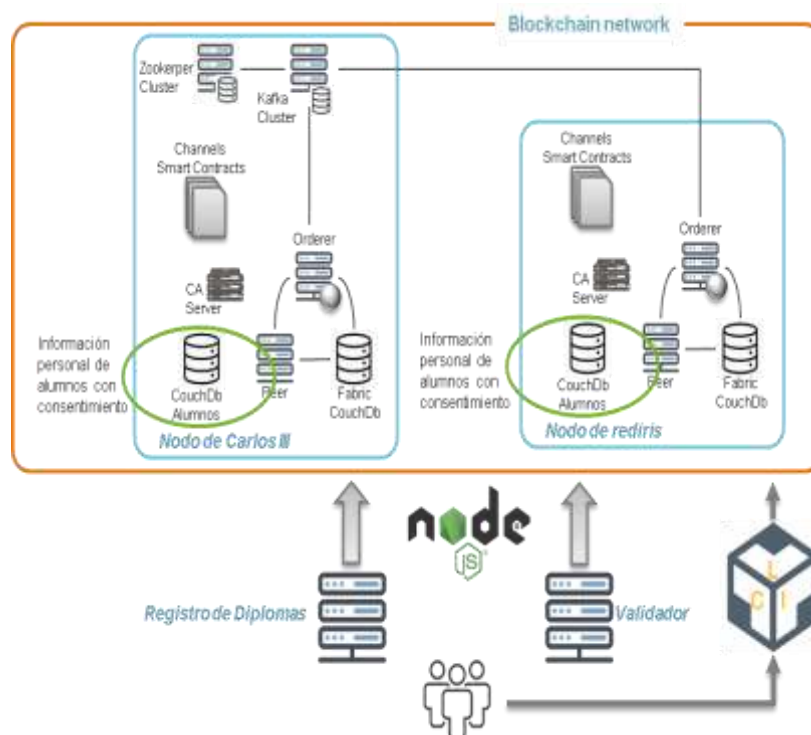 Blockchain network
Zookerper
Cluster
Kafka
Cluster
Channels
Smart Contracts
Orderer
CA
Server
Información
personal de
alumnos con
consentimiento
CouchDb
Alumnos
Peer
Fabric
CouchDb
Nodo de Carlos III
Channels
Smart Contracts
Orderer
CA
Server
Información
personal de
alumnos con
consentimiento
CouchDb
Alumnos
Peer
Fabric
CouchDb
Nodo de rediris
node
JS
Registro de Diplomas
Validador
L
C I